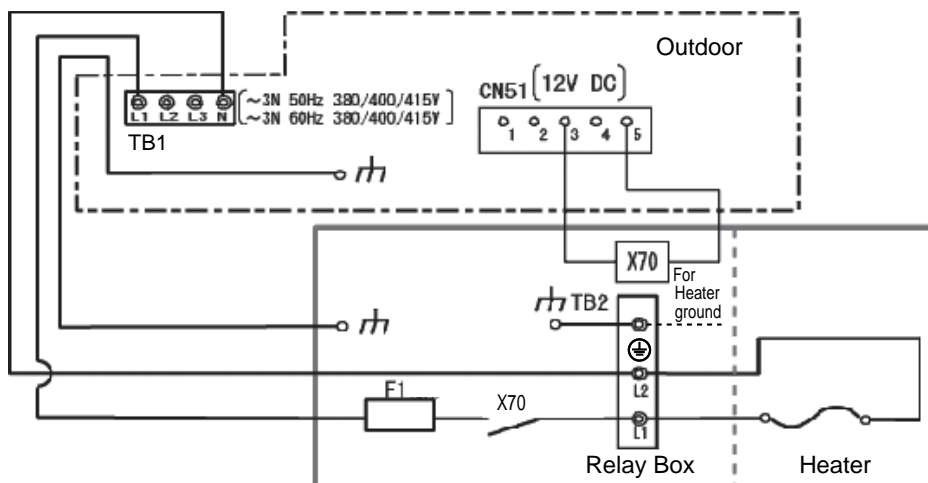 Outdoor
CN51 (12V DC)
1 2 3 4 5
L1 L2 L3 N
~3N 50Hz 380/400/415V
~3N 60Hz 380/400/415V
TB1
X70
For
Heater
ground
TB2
L2
F1
X70
L1
Relay Box
Heater